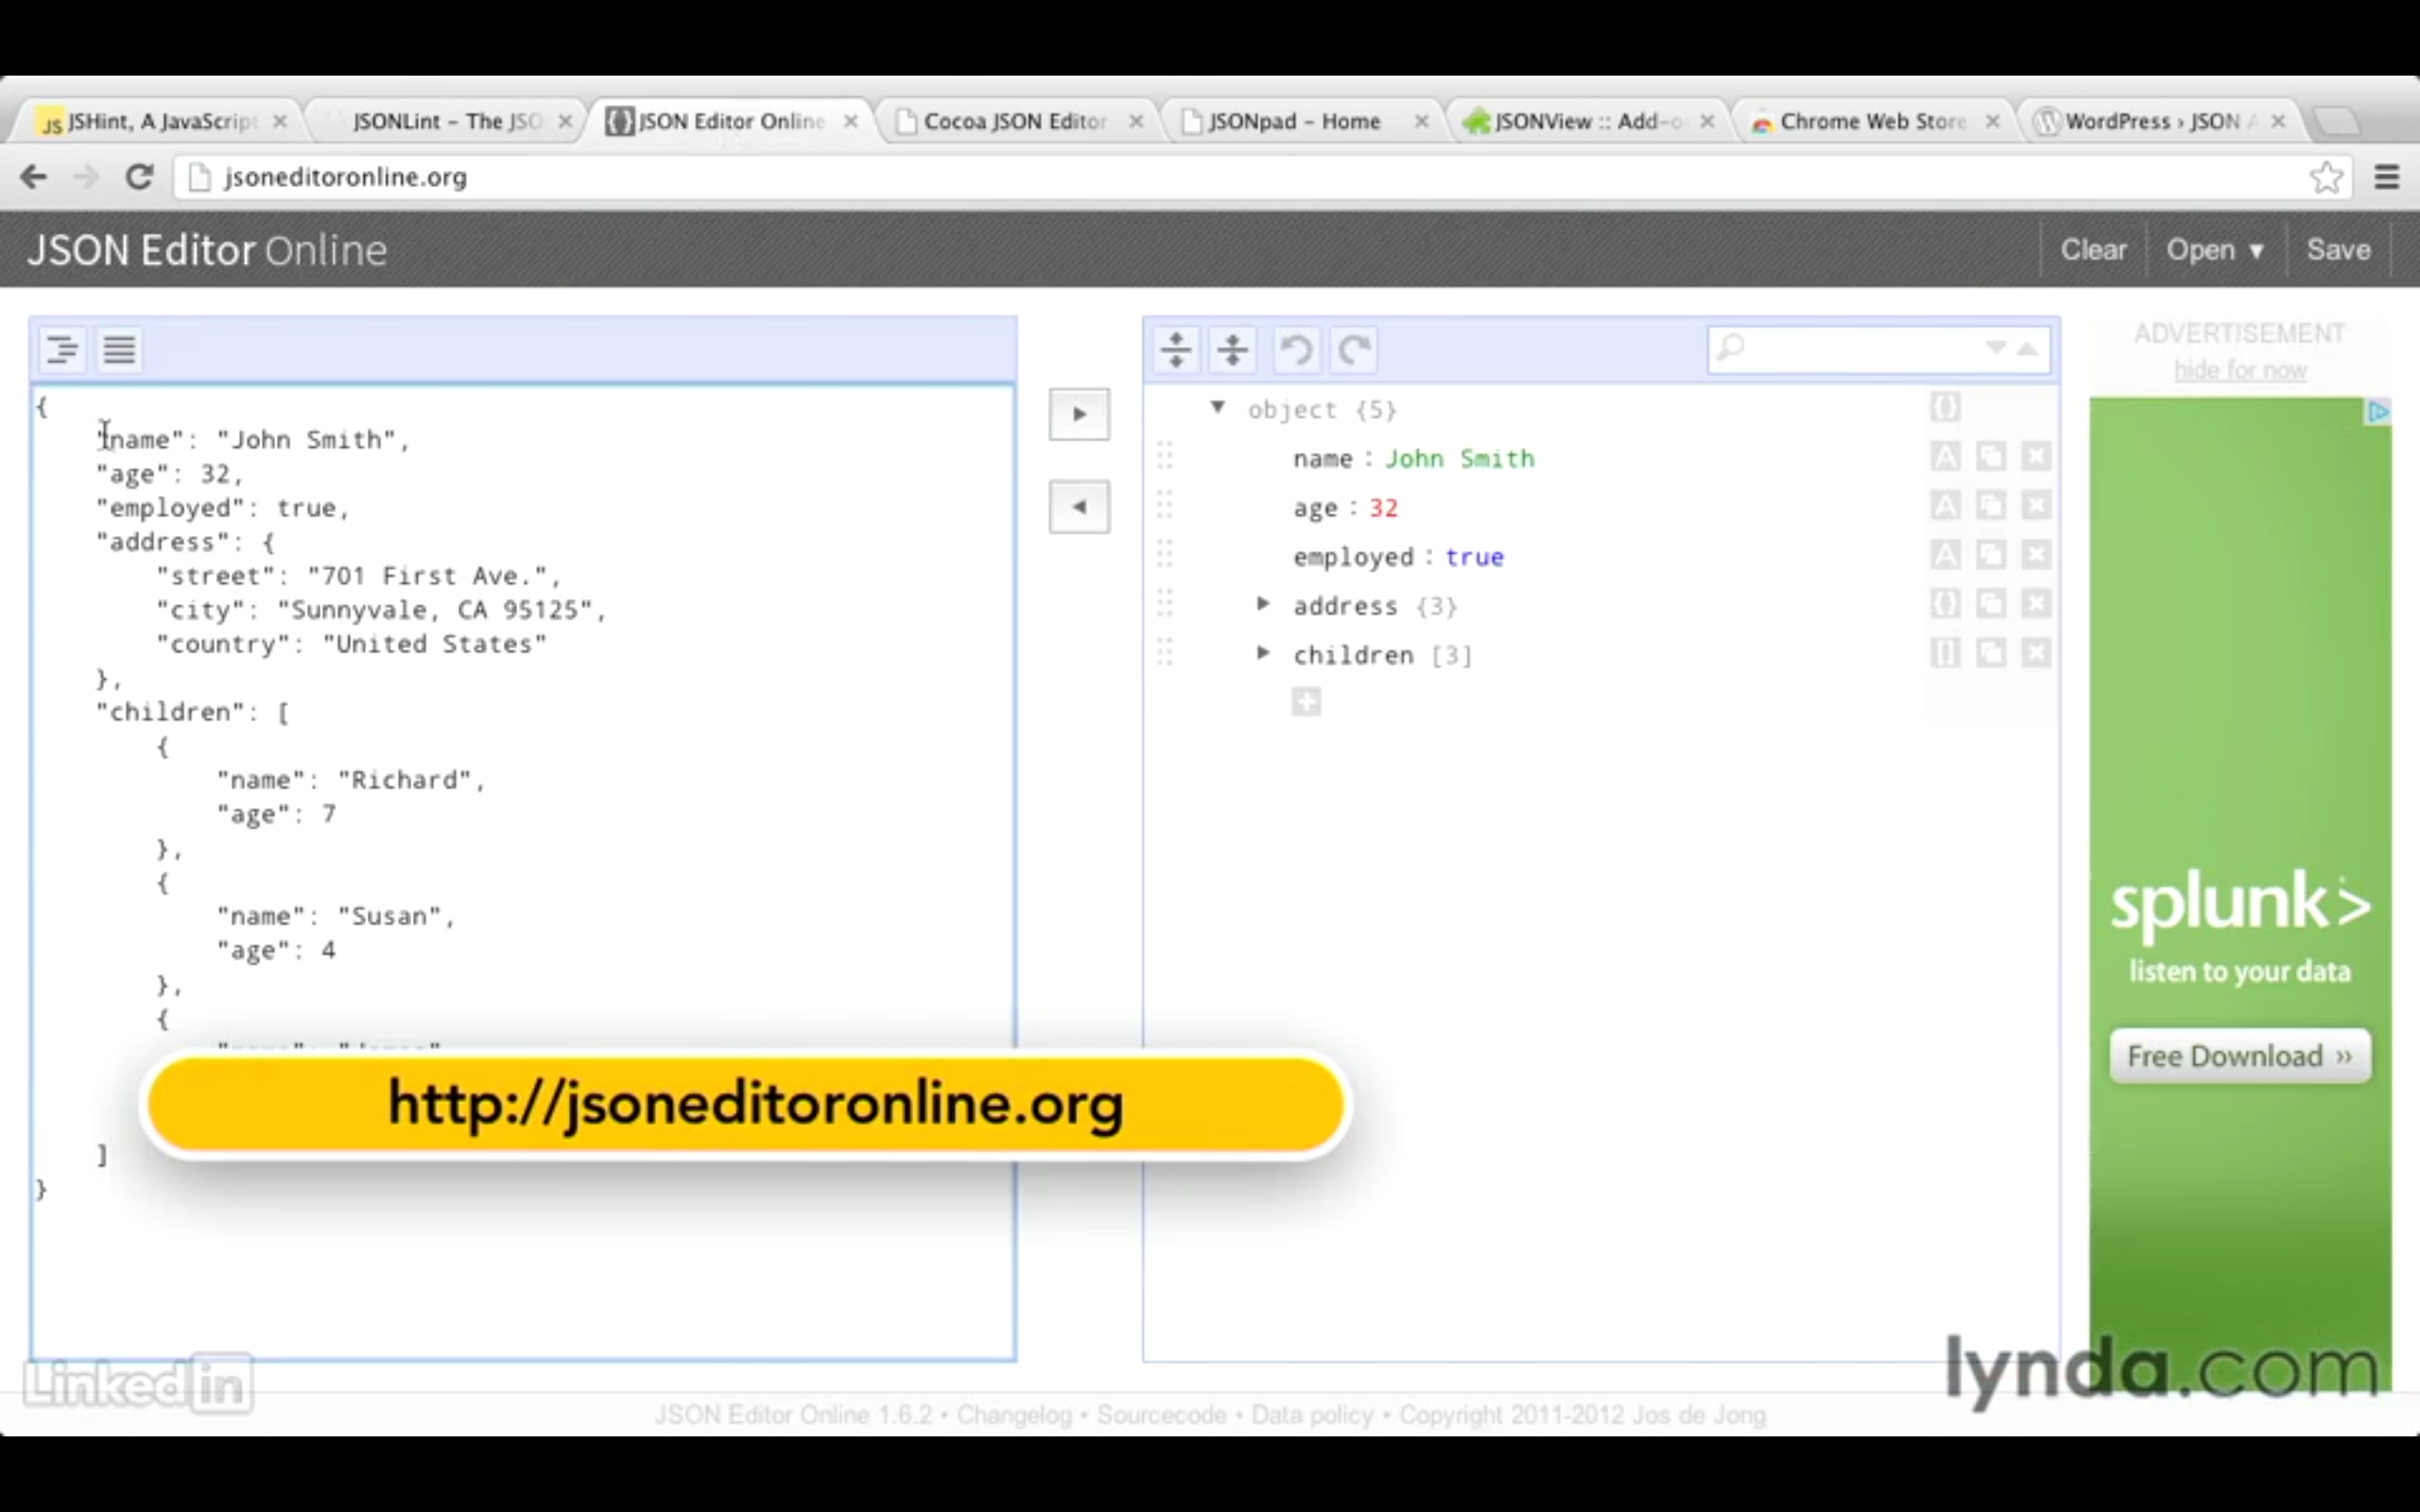 JSHint, A JavaScript
JSONLint – The JSO
JSON Editor Online
Cocoa JSON Editor
JSONpad – Home
JSONView :: Add-o
Chrome Web Store
WordPress › JSON A
jsoneditoronline.org
JSON Editor Online
Clear
Open ▼
Save
{
"name": "John Smith",
"age": 32,
"employed": true,
"address": {
"street": "701 First Ave.",
"city": "Sunnyvale, CA 95125",
"country": "United States"
},
"children": [
{
"name": "Richard",
"age": 7
},
{
"name": "Susan",
"age": 4
},
{
]
}
http://jsoneditoronline.org
object {5}
name : John Smith
age : 32
employed : true
address {3}
children [3]
ADVERTISEMENT
hide for now
splunk>
listen to your data
Free Download »
LinkedIn
lynda.com
JSON Editor Online 1.6.2 • Changelog • Sourcecode • Data policy • Copyright 2011-2012 Jos de Jong